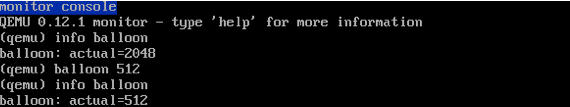 monitor console
QEMU 0.12.1 monitor - type 'help' for more information
(qemu) info balloon
balloon: actual=2048
(qemu) balloon 512
(qemu) info balloon
balloon: actual=512